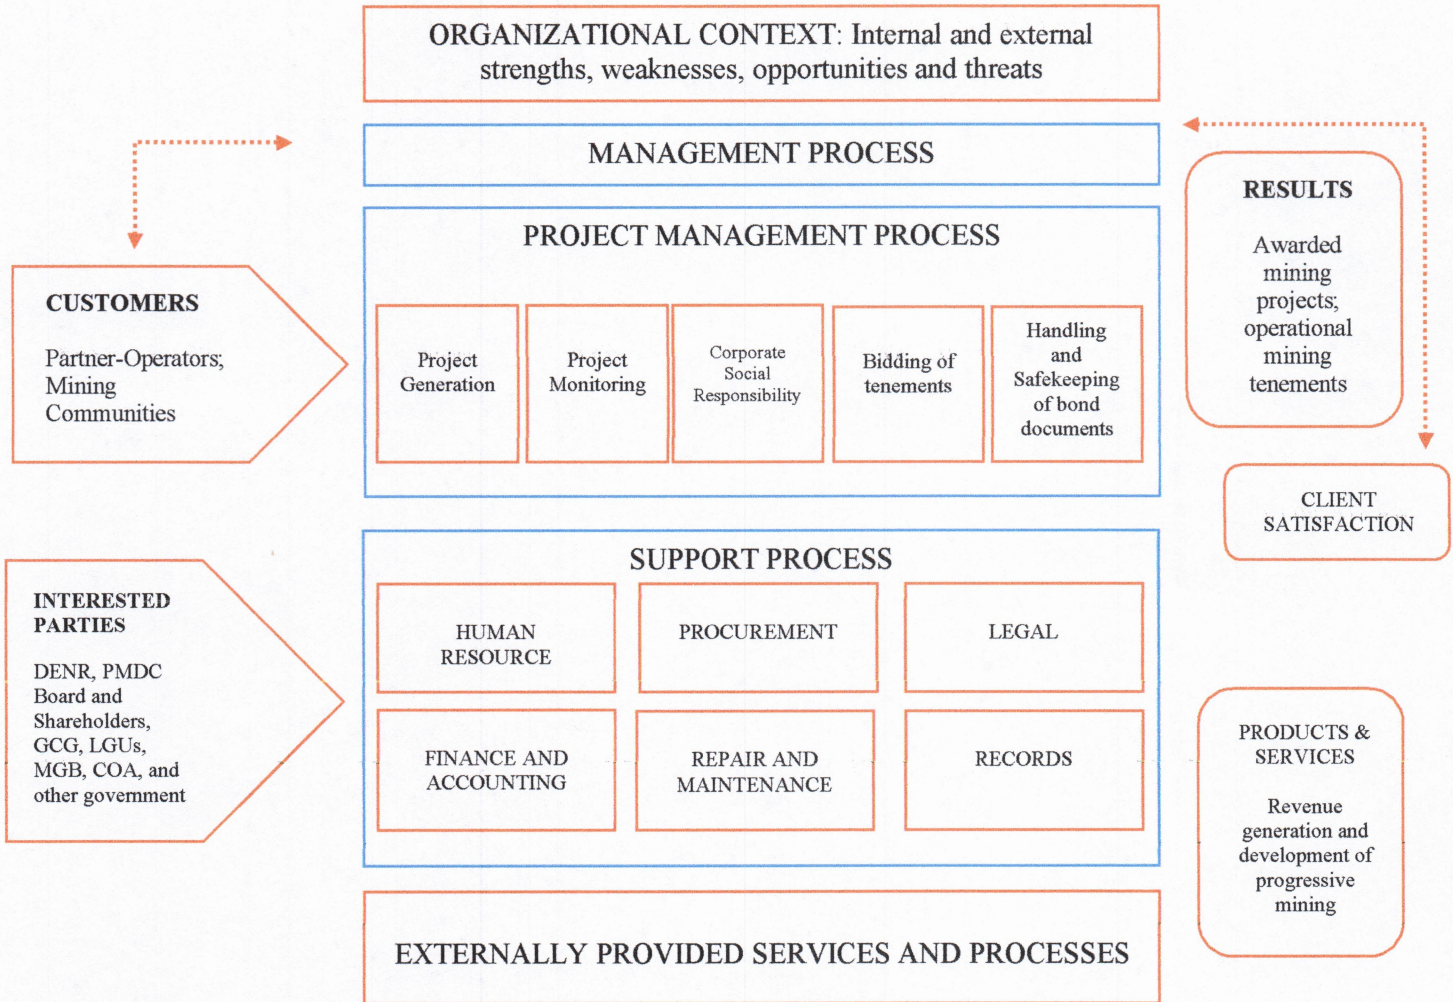 ORGANIZATIONAL CONTEXT: Internal and external
strengths, weaknesses, opportunities and threats
MANAGEMENT PROCESS
PROJECT MANAGEMENT PROCESS
Project
Generation
Project
Monitoring
Corporate
Social
Responsibility
Bidding of
tenements
Handling
and
Safekeeping
of bond
documents
CUSTOMERS
Partner-Operators;
Mining
Communities
RESULTS
Awarded
mining
projects;
operational
mining
tenements
CLIENT
SATISFACTION
INTERESTED
PARTIES
DENR, PMDC
Board and
Shareholders,
GCG, LGUs,
MGB, COA, and
other government
SUPPORT PROCESS
HUMAN
RESOURCE
PROCUREMENT
LEGAL
FINANCE AND
ACCOUNTING
REPAIR AND
MAINTENANCE
RECORDS
PRODUCTS &
SERVICES
Revenue
generation and
development of
progressive
mining
EXTERNALLY PROVIDED SERVICES AND PROCESSES